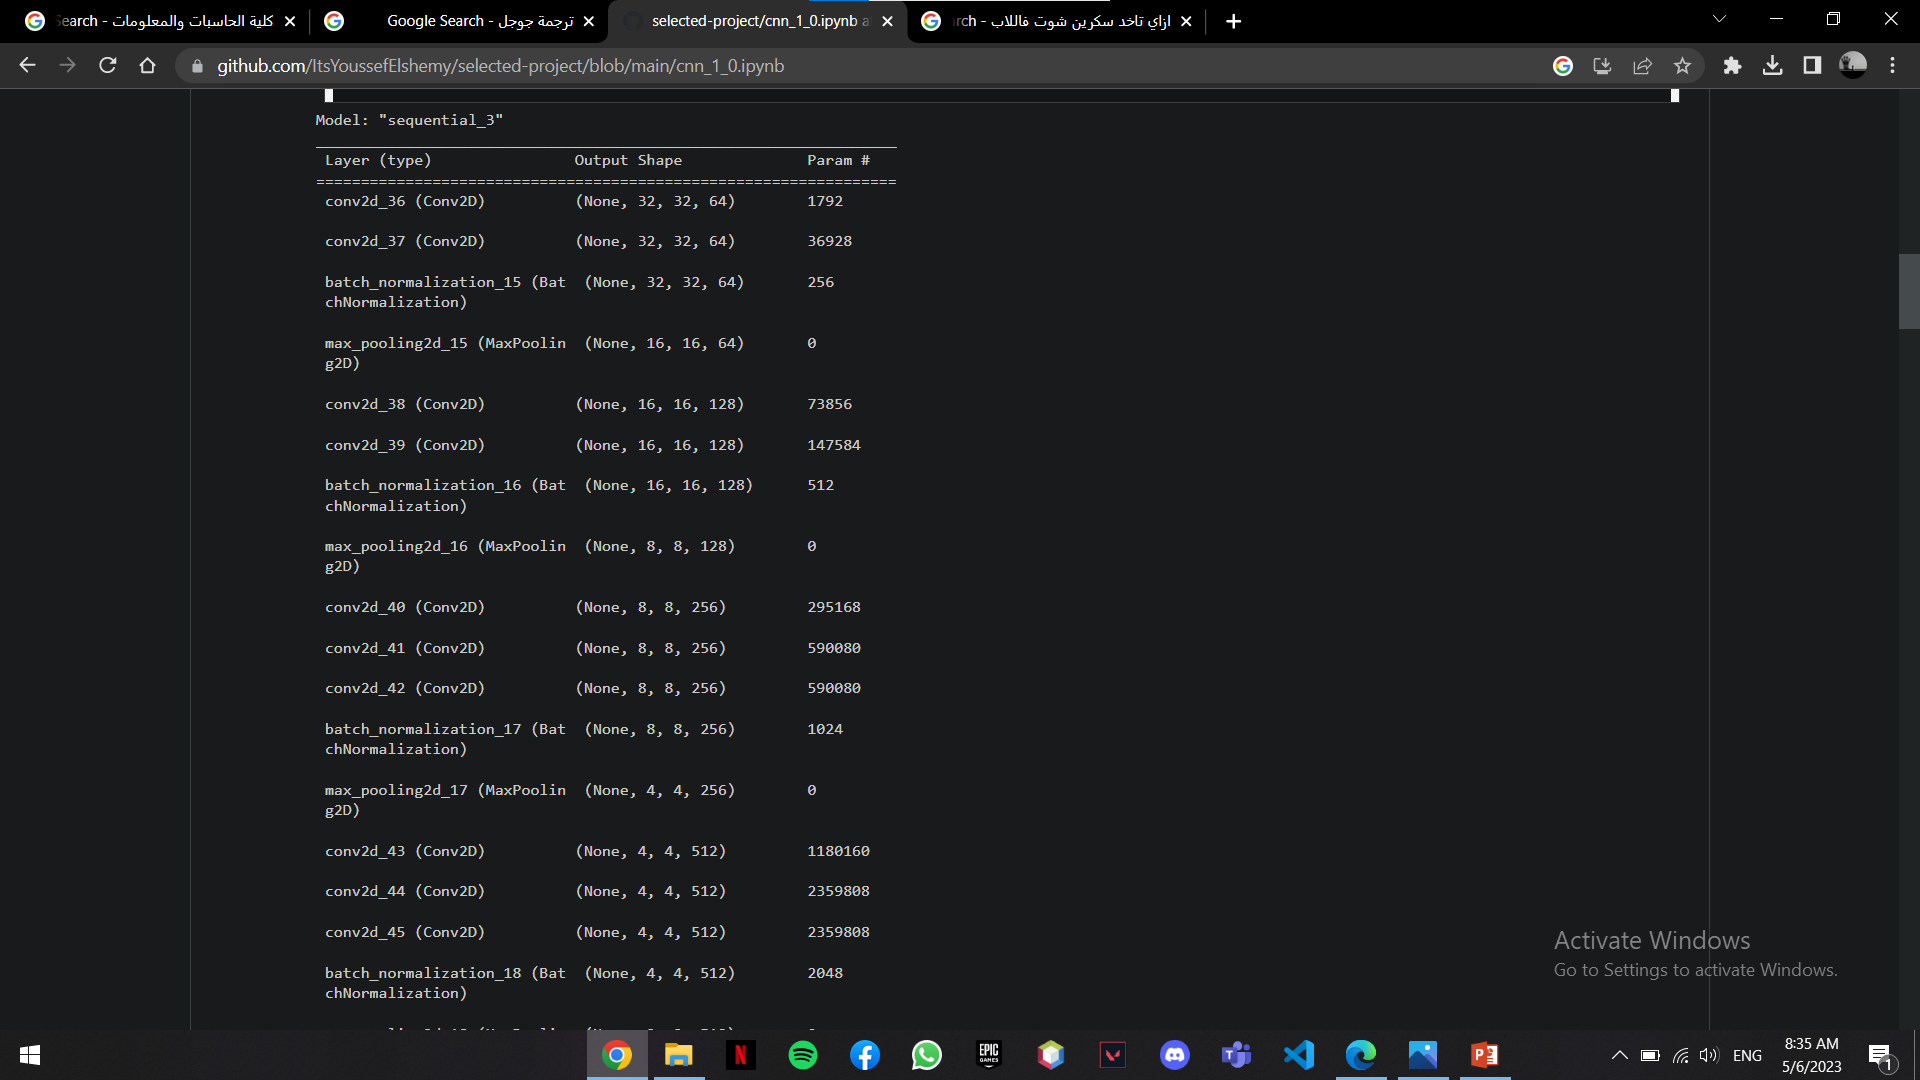 كلية الحاسبات والمعلومات - Search
ترجمة جوجل - Google Search
selected-project/cnn_1_0.ipynb a
ازاي تاخد سكرين شوت فاللاب - rch
github.com/ItsYoussefElshemy/selected-project/blob/main/cnn_1_0.ipynb
Model: "sequential_3"
Layer (type) Output Shape Param #
conv2d_36 (Conv2D) (None, 32, 32, 64) 1792
conv2d_37 (Conv2D) (None, 32, 32, 64) 36928
batch_normalization_15 (Bat (None, 32, 32, 64) 256
chNormalization)
max_pooling2d_15 (MaxPoolin (None, 16, 16, 64) 0
g2D)
conv2d_38 (Conv2D) (None, 16, 16, 128) 73856
conv2d_39 (Conv2D) (None, 16, 16, 128) 147584
batch_normalization_16 (Bat (None, 16, 16, 128) 512
chNormalization)
max_pooling2d_16 (MaxPoolin (None, 8, 8, 128) 0
g2D)
conv2d_40 (Conv2D) (None, 8, 8, 256) 295168
conv2d_41 (Conv2D) (None, 8, 8, 256) 590080
conv2d_42 (Conv2D) (None, 8, 8, 256) 590080
batch_normalization_17 (Bat (None, 8, 8, 256) 1024
chNormalization)
max_pooling2d_17 (MaxPoolin (None, 4, 4, 256) 0
g2D)
conv2d_43 (Conv2D) (None, 4, 4, 512) 1180160
conv2d_44 (Conv2D) (None, 4, 4, 512) 2359808
conv2d_45 (Conv2D) (None, 4, 4, 512) 2359808
batch_normalization_18 (Bat (None, 4, 4, 512) 2048
chNormalization)
Activate Windows
Go to Settings to activate Windows.
EPIC
GAMES
ENG
8:35 AM
5/6/2023
1